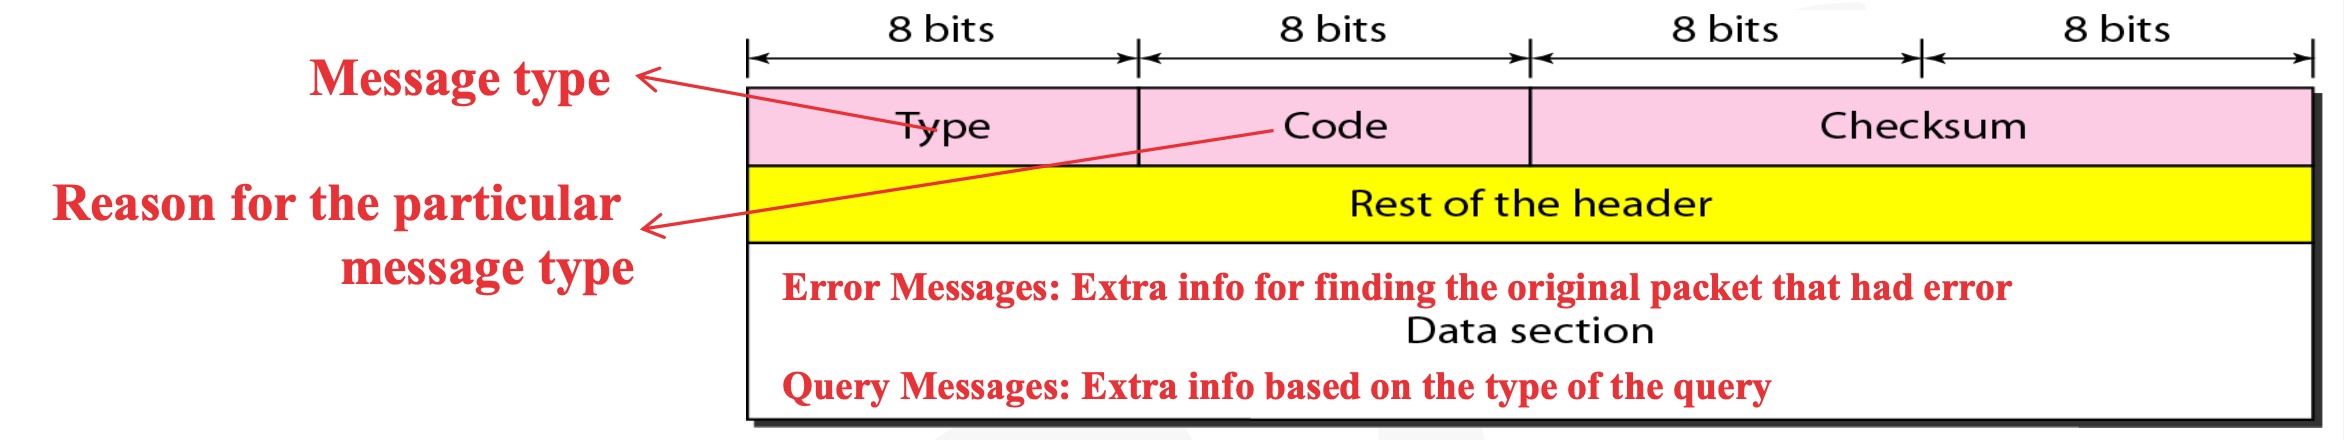 8 bits 8 bits 8 bits 8 bits
Message type
Type Code Checksum
Reason for the particular
message type
Rest of the header
Error Messages: Extra info for finding the original packet that had error
Data section
Query Messages: Extra info based on the type of the query